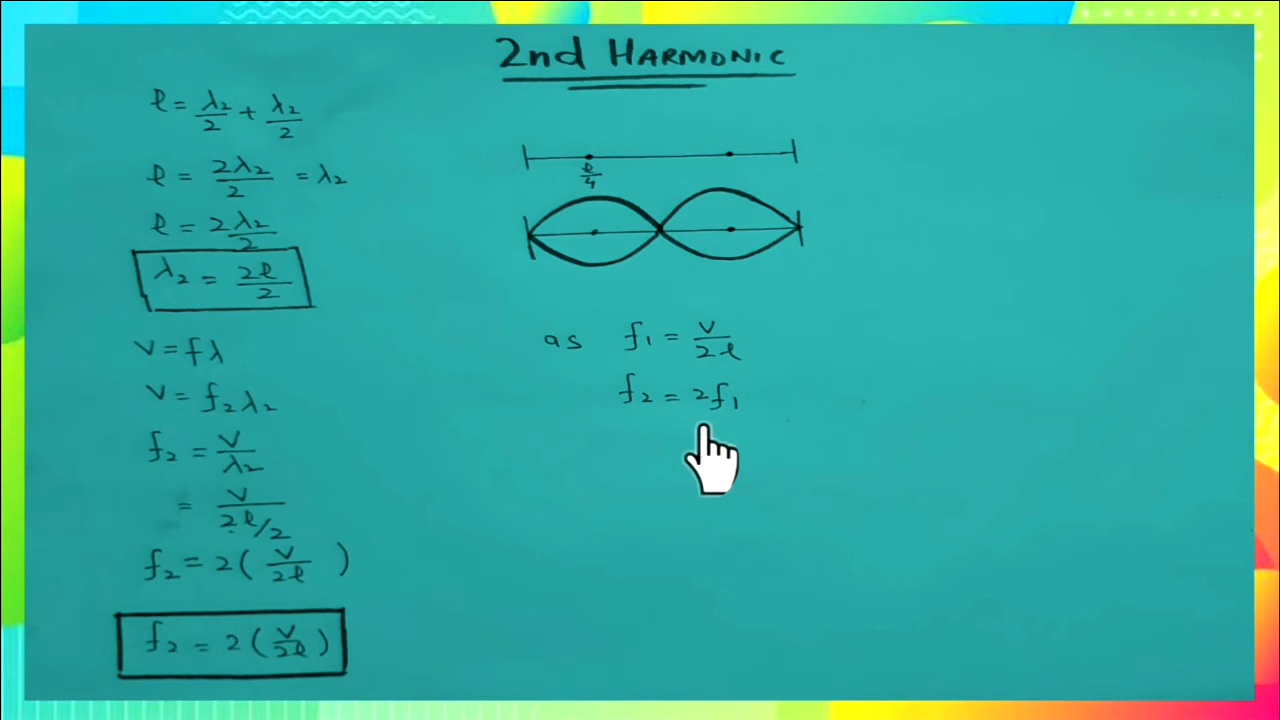 2nd HARMONIC
l = λ₂/2 + λ₂/2
l = 2λ₂/2 = λ₂
l = 2λ₂/2
λ₂ = 2l/2
v = fλ
v = f₂λ₂
f₂ = v/λ₂
= v/2l/2
f₂ = 2(v/2l)
f₂ = 2(v/2l)
l/4
as f₁ = v/2l
f₂ = 2f₁